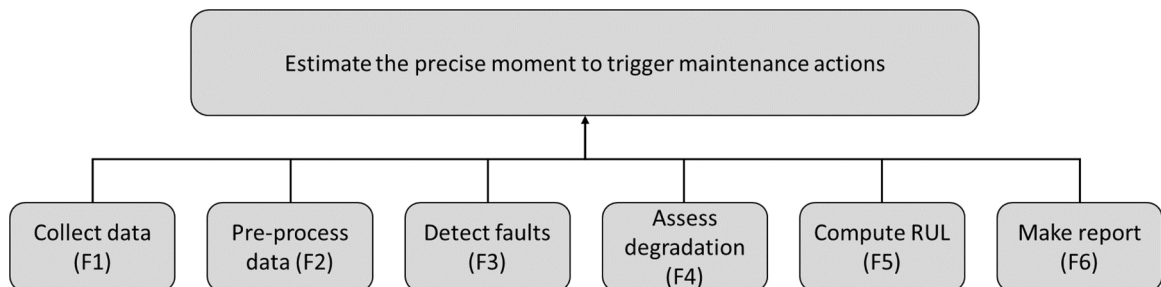 Estimate the precise moment to trigger maintenance actions
Collect data
(F1)
Pre-process
data (F2)
Detect faults
(F3)
Assess
degradation
(F4)
Compute RUL
(F5)
Make report
(F6)